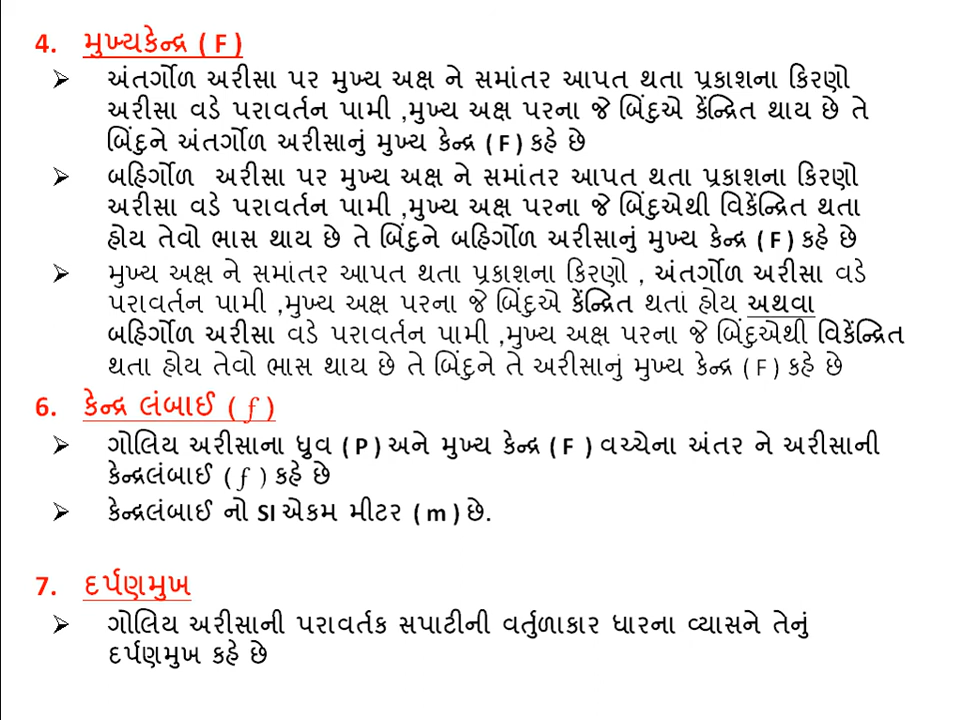 4. મુખ્યકેન્દ્ર ( F )
➢ અંતર્ગોળ અરીસા પર મુખ્ય અક્ષ ને સમાંતર આપત થતા પ્રકાશના કિરણો
અરીસા વડે પરાવર્તન પામી ,મુખ્ય અક્ષ પરના જે બિંદુએ કેંન્દ્રિત થાય છે તે
બિંદુને અંતર્ગોળ અરીસાનું મુખ્ય કેન્દ્ર ( F ) કહે છે
➢ બહિર્ગોળ અરીસા પર મુખ્ય અક્ષ ને સમાંતર આપત થતા પ્રકાશના કિરણો
અરીસા વડે પરાવર્તન પામી ,મુખ્ય અક્ષ પરના જે બિંદુએથી વિકેંન્દ્રિત થતા
હોય તેવો ભાસ થાય છે તે બિંદુને બહિર્ગોળ અરીસાનું મુખ્ય કેન્દ્ર ( F ) કહે છે
➢ મુખ્ય અક્ષ ને સમાંતર આપત થતા પ્રકાશના કિરણો , અંતર્ગોળ અરીસા વડે
પરાવર્તન પામી ,મુખ્ય અક્ષ પરના જે બિંદુએ કેંન્દ્રિત થતાં હોય અથવા
બહિર્ગોળ અરીસા વડે પરાવર્તન પામી ,મુખ્ય અક્ષ પરના જે બિંદુએથી વિકેંન્દ્રિત
થતા હોય તેવો ભાસ થાય છે તે બિંદુને તે અરીસાનું મુખ્ય કેન્દ્ર ( F ) કહે છે
6. કેન્દ્ર લંબાઈ ( f )
➢ ગોલિય અરીસાના ધ્રુવ ( P ) અને મુખ્ય કેન્દ્ર ( F ) વચ્ચેના અંતર ને અરીસાની
કેન્દ્રલંબાઈ ( f ) કહે છે
➢ કેન્દ્રલંબાઈ નો SI એકમ મીટર ( m ) છે.
7. દર્પણમુખ
➢ ગોલિય અરીસાની પરાવર્તક સપાટીની વર્તુળાકાર ધારના વ્યાસને તેનું
દર્પણમુખ કહે છે